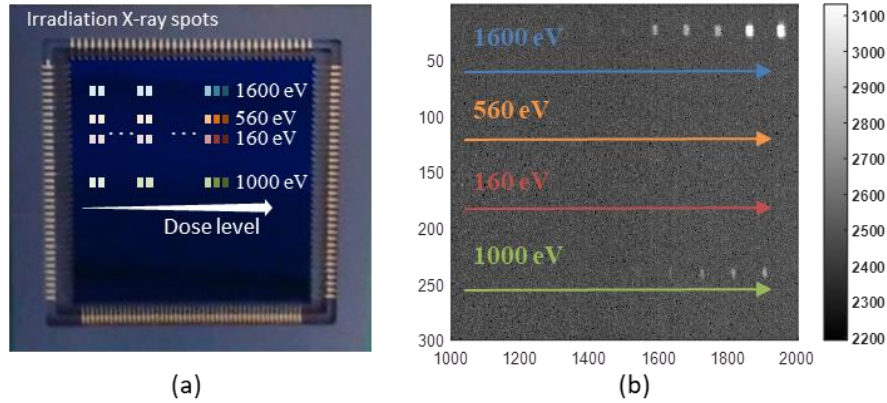 Irradiation X-ray spots
1600 eV
560 eV
160 eV
1000 eV
Dose level
(a)
1600 eV
560 eV
160 eV
1000 eV
50
100
150
200
250
300
1000
1200
1400
1600
1800
2000
3100
3000
2900
2800
2700
2600
2500
2400
2300
2200
(b)